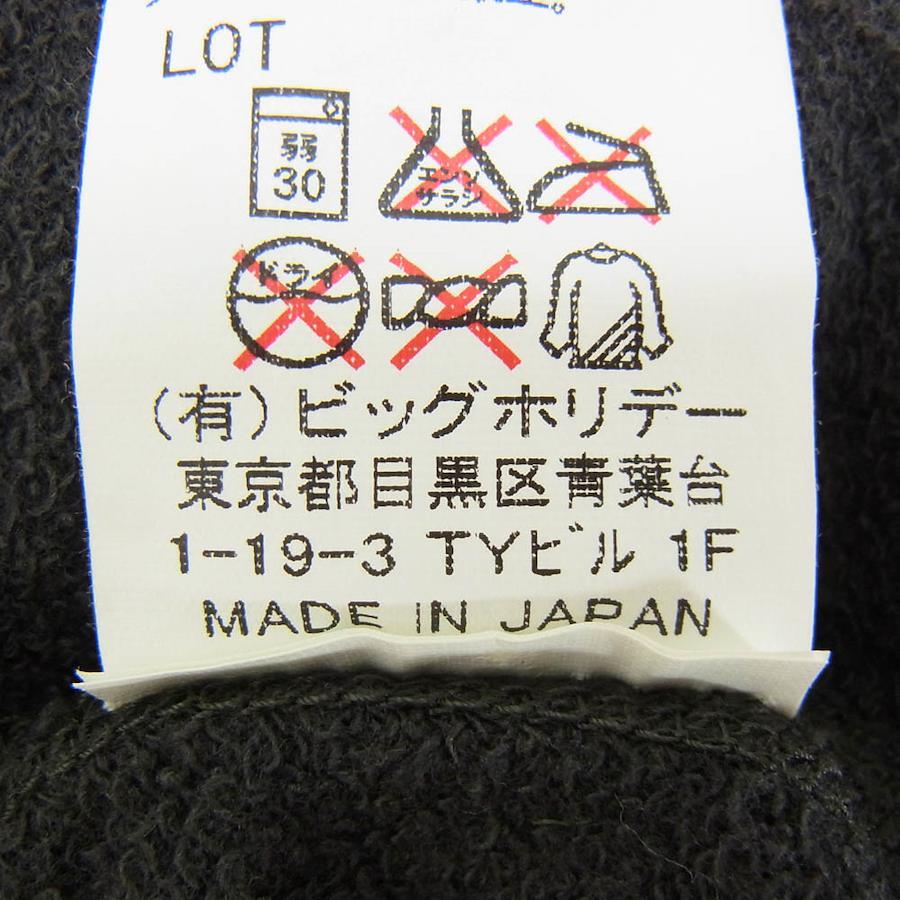 LOT
弱
30
エンソ
サラシ
ドライ
(有)ビッグホリデー
東京都目黒区青葉台
1-19-3 TYビル 1F
MADE IN JAPAN